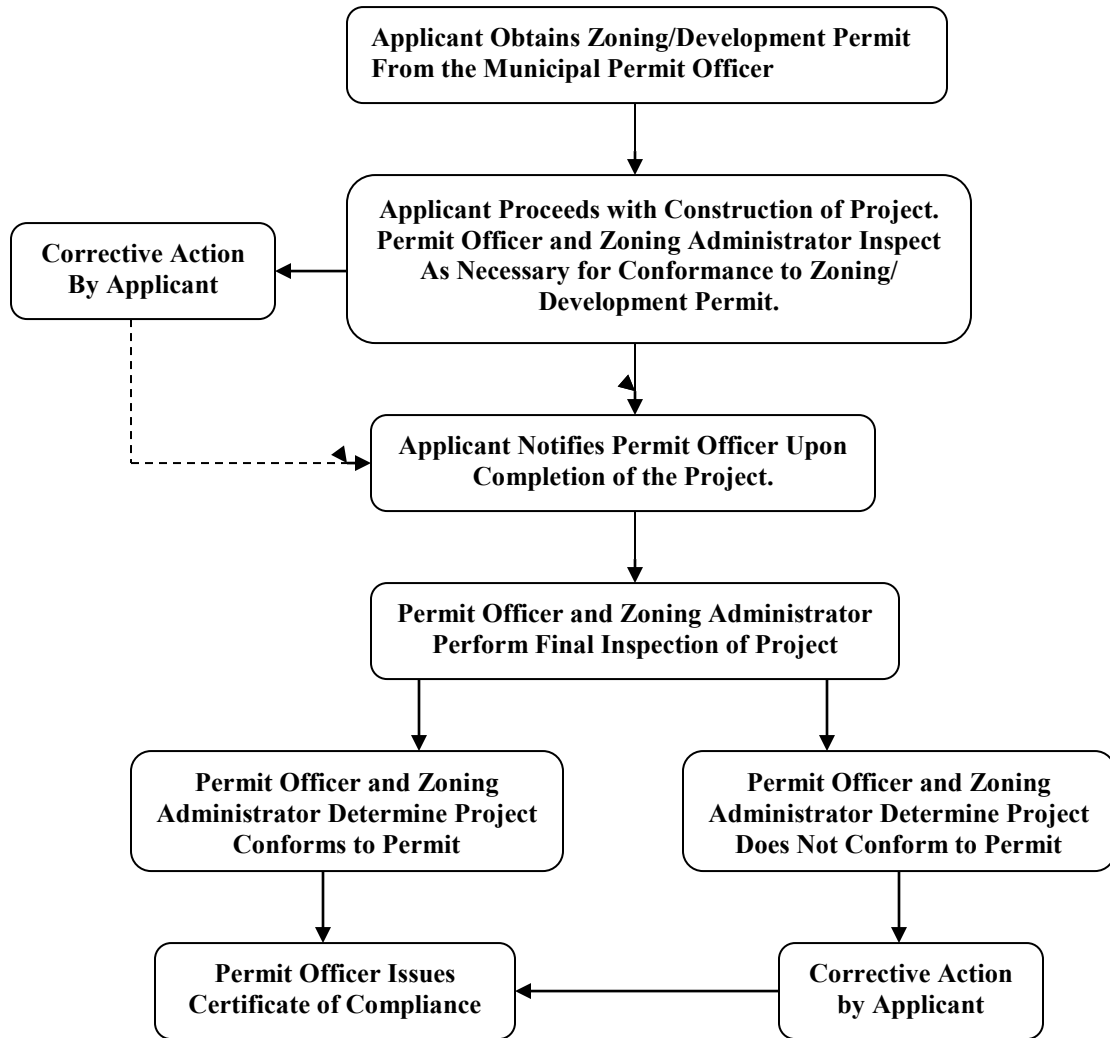 Applicant Obtains Zoning/Development Permit
From the Municipal Permit Officer
Applicant Proceeds with Construction of Project.
Permit Officer and Zoning Administrator Inspect
As Necessary for Conformance to Zoning/
Development Permit.
Corrective Action
By Applicant
Applicant Notifies Permit Officer Upon
Completion of the Project.
Permit Officer and Zoning Administrator
Perform Final Inspection of Project
Permit Officer and Zoning
Administrator Determine Project
Conforms to Permit
Permit Officer and Zoning
Administrator Determine Project
Does Not Conform to Permit
Permit Officer Issues
Certificate of Compliance
Corrective Action
by Applicant